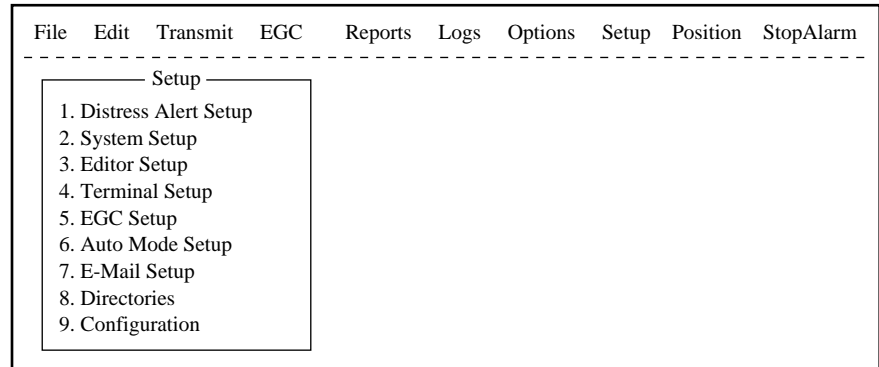 File Edit Transmit EGC Reports Logs Options Setup Position StopAlarm
Setup
1. Distress Alert Setup
2. System Setup
3. Editor Setup
4. Terminal Setup
5. EGC Setup
6. Auto Mode Setup
7. E-Mail Setup
8. Directories
9. Configuration